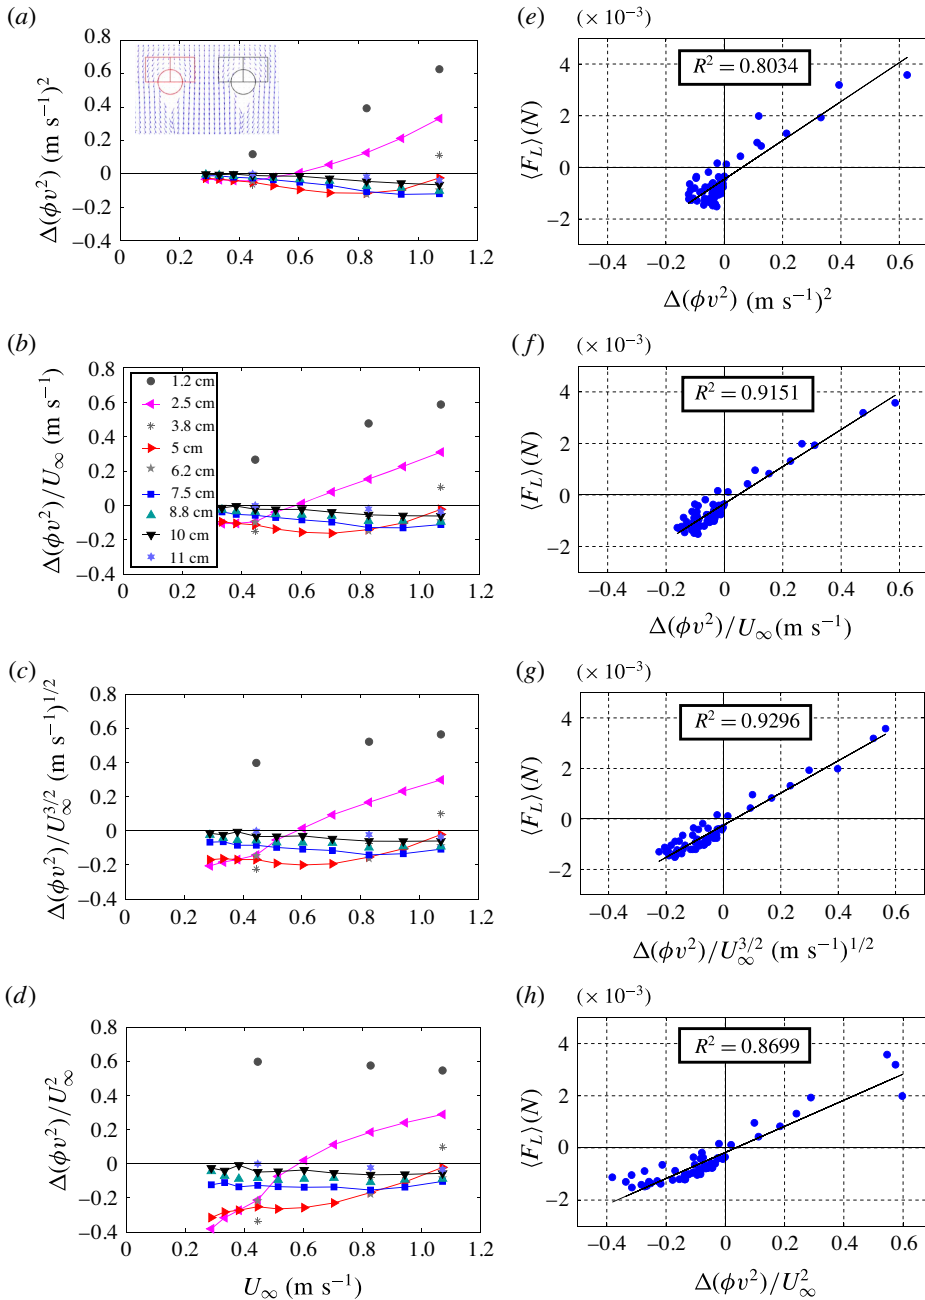 (a)
Δ(ϕv²) (m s⁻¹)²
0.8
0.6
0.4
0.2
0
−0.2
−0.4
0 0.2 0.4 0.6 0.8 1.0 1.2
(e)
(× 10⁻³)
⟨F_L⟩(N)
R² = 0.8034
4
2
0
−2
−0.4 −0.2 0 0.2 0.4 0.6
Δ(ϕv²) (m s⁻¹)²
(b)
Δ(ϕv²)/U∞ (m s⁻¹)
0.8
0.6
0.4
0.2
0
−0.2
−0.4
1.2 cm
2.5 cm
3.8 cm
5 cm
6.2 cm
7.5 cm
8.8 cm
10 cm
11 cm
0 0.2 0.4 0.6 0.8 1.0 1.2
(f)
(× 10⁻³)
⟨F_L⟩(N)
R² = 0.9151
4
2
0
−2
−0.4 −0.2 0 0.2 0.4 0.6
Δ(ϕv²)/U∞(m s⁻¹)
(c)
Δ(ϕv²)/U∞^{3/2} (m s⁻¹)^{1/2}
0.8
0.6
0.4
0.2
0
−0.2
−0.4
0 0.2 0.4 0.6 0.8 1.0 1.2
(g)
(× 10⁻³)
⟨F_L⟩(N)
R² = 0.9296
4
2
0
−2
−0.4 −0.2 0 0.2 0.4 0.6
Δ(ϕv²)/U∞^{3/2} (m s⁻¹)^{1/2}
(d)
Δ(ϕv²)/U∞²
0.8
0.6
0.4
0.2
0
−0.2
−0.4
0 0.2 0.4 0.6 0.8 1.0 1.2
U∞ (m s⁻¹)
(h)
(× 10⁻³)
⟨F_L⟩(N)
R² = 0.8699
4
2
0
−2
−0.4 −0.2 0 0.2 0.4 0.6
Δ(ϕv²)/U∞²